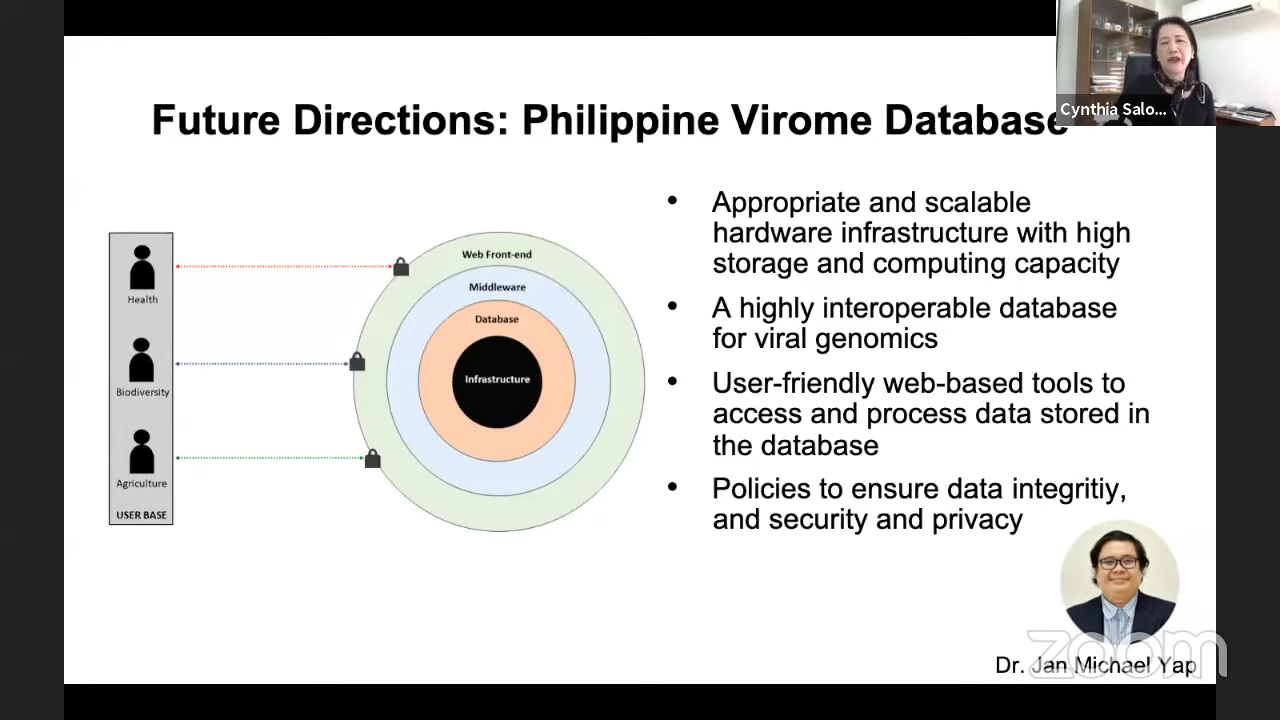 Cynthia Salo...
Future Directions: Philippine Virome Database
Health
Biodiversity
Agriculture
USER BASE
Web Front-end
Middleware
Database
Infrastructure
• Appropriate and scalable
hardware infrastructure with high
storage and computing capacity
• A highly interoperable database
for viral genomics
• User-friendly web-based tools to
access and process data stored in
the database
• Policies to ensure data integritiy,
and security and privacy
zoom
Dr. Jan Michael Yap